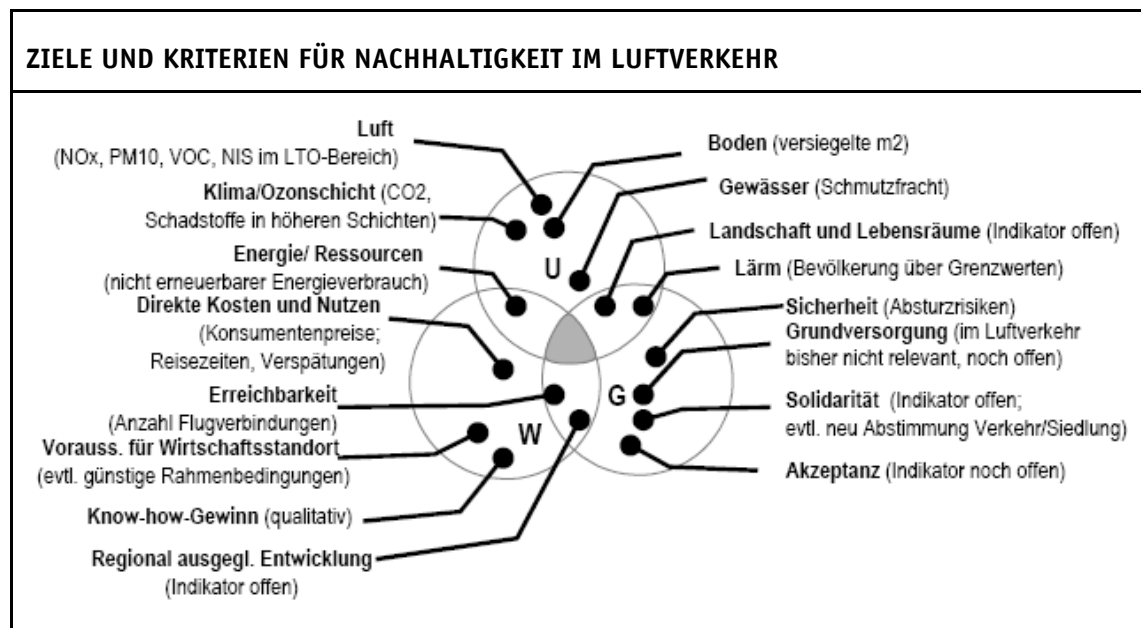 ZIELE UND KRITERIEN FÜR NACHHALTIGKEIT IM LUFTVERKEHR
Luft
(NOx, PM10, VOC, NIS im LTO-Bereich)
Klima/Ozonschicht (CO2,
Schadstoffe in höheren Schichten)
Energie/ Ressourcen
(nicht erneuerbarer Energieverbrauch)
Direkte Kosten und Nutzen
(Konsumentenpreise;
Reisezeiten, Verspätungen)
Erreichbarkeit
(Anzahl Flugverbindungen)
Vorauss. für Wirtschaftsstandort
(evtl. günstige Rahmenbedingungen)
Know-how-Gewinn (qualitativ)
Regional ausgegl. Entwicklung
(Indikator offen)
U
W
G
Boden (versiegelte m2)
Gewässer (Schmutzfracht)
Landschaft und Lebensräume (Indikator offen)
Lärm (Bevölkerung über Grenzwerten)
Sicherheit (Absturzrisiken)
Grundversorgung (im Luftverkehr
bisher nicht relevant, noch offen)
Solidarität (Indikator offen;
evtl. neu Abstimmung Verkehr/Siedlung)
Akzeptanz (Indikator noch offen)